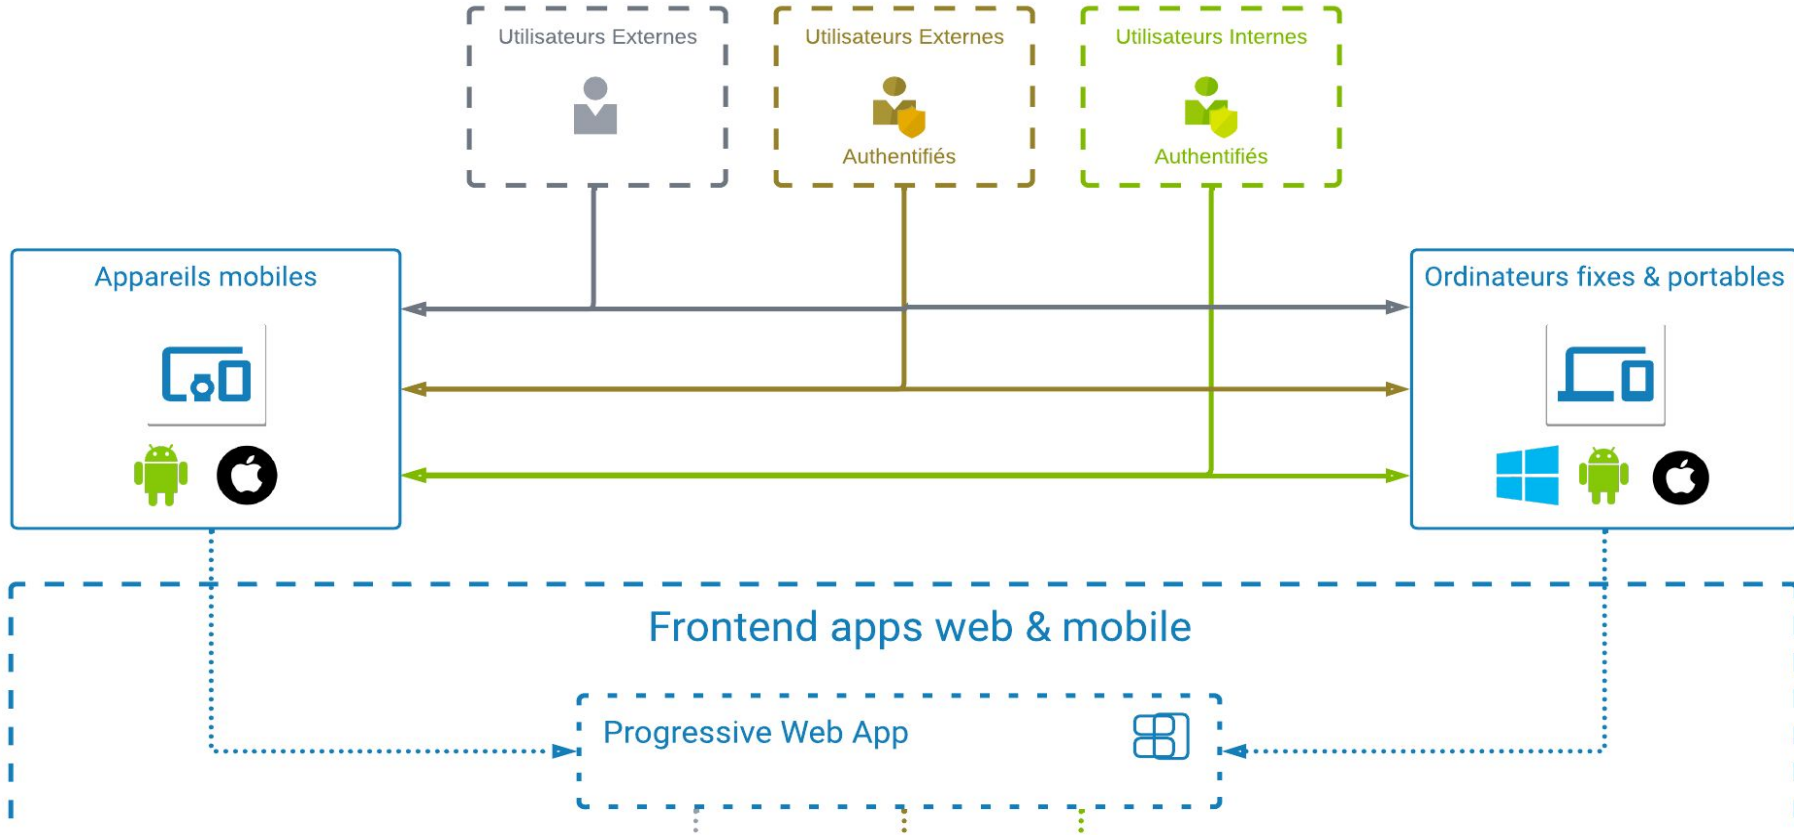 Utilisateurs Externes
Utilisateurs Externes
Utilisateurs Internes
Authentifiés
Authentifiés
Appareils mobiles
Ordinateurs fixes & portables
Frontend apps web & mobile
Progressive Web App